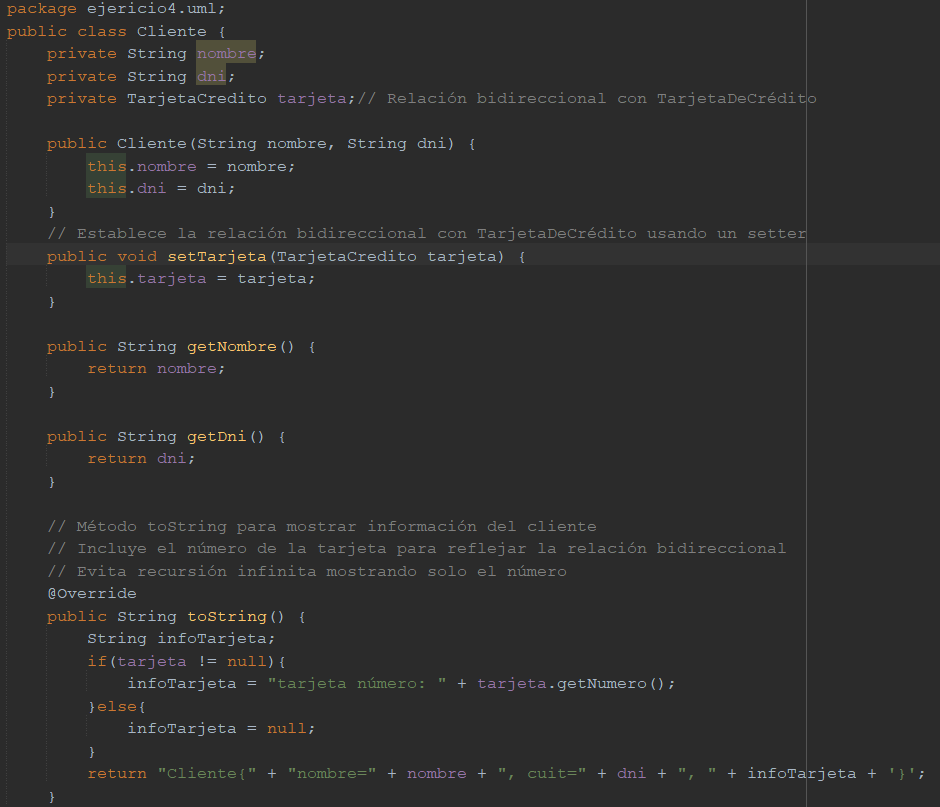 package ejericio4.uml;
public class Cliente {
    private String nombre;
    private String dni;
    private TarjetaCredito tarjeta;// Relación bidireccional con TarjetaDeCrédito

    public Cliente(String nombre, String dni) {
        this.nombre = nombre;
        this.dni = dni;
    }
    // Establece la relación bidireccional con TarjetaDeCrédito usando un setter
    public void setTarjeta(TarjetaCredito tarjeta) {
        this.tarjeta = tarjeta;
    }

    public String getNombre() {
        return nombre;
    }

    public String getDni() {
        return dni;
    }

    // Método toString para mostrar información del cliente
    // Incluye el número de la tarjeta para reflejar la relación bidireccional
    // Evita recursión infinita mostrando solo el número
    @Override
    public String toString() {
        String infoTarjeta;
        if(tarjeta != null){
            infoTarjeta = "tarjeta número: " + tarjeta.getNumero();
        }else{
            infoTarjeta = null;
        }
        return "Cliente{" + "nombre=" + nombre + ", cuit=" + dni + ", " + infoTarjeta + '}';
    }